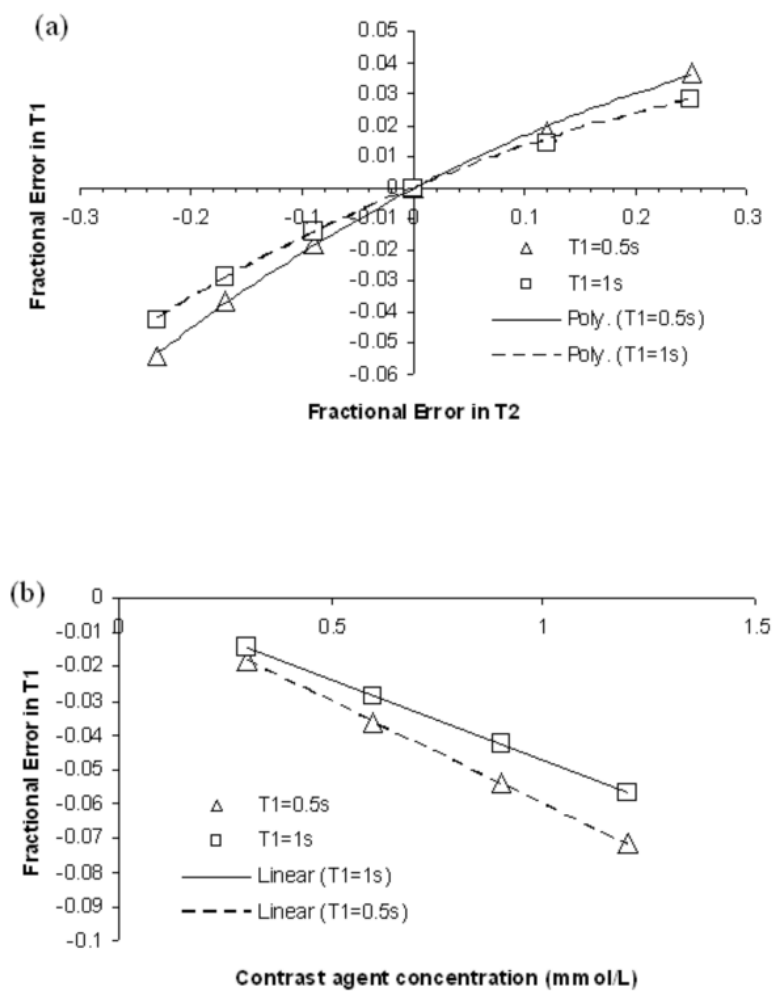 (a)
Fractional Error in T1
0.05
0.04
0.03
0.02
0.01
0
-0.01
-0.02
-0.03
-0.04
-0.05
-0.06
-0.3
-0.2
-0.1
0
0.1
0.2
0.3
T1=0.5s
T1=1s
Poly. (T1=0.5s)
Poly. (T1=1s)
Fractional Error in T2
(b)
Fractional Error in T1
0
-0.01
-0.02
-0.03
-0.04
-0.05
-0.06
-0.07
-0.08
-0.09
-0.1
0
0.5
1
1.5
T1=0.5s
T1=1s
Linear (T1=1s)
Linear (T1=0.5s)
Contrast agent concentration (mmol/L)